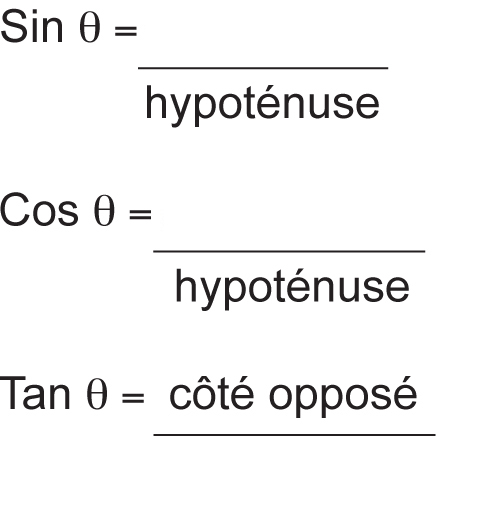 Sin θ =
hypoténuse
Cos θ =
hypoténuse
Tan θ = côté opposé